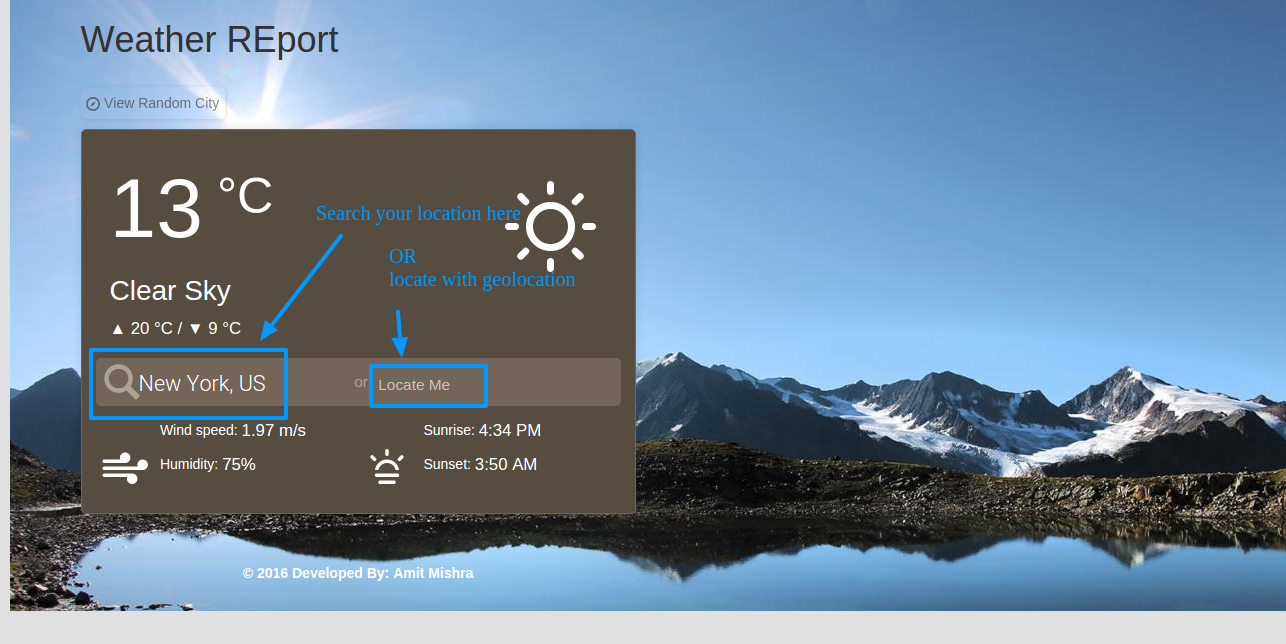 Weather REport
View Random City
13 °C
Search your location here
OR
locate with geolocation
Clear Sky
▲ 20 °C / ▼ 9 °C
New York, US or Locate Me
Wind speed: 1.97 m/s
Humidity: 75%
Sunrise: 4:34 PM
Sunset: 3:50 AM
© 2016 Developed By: Amit Mishra